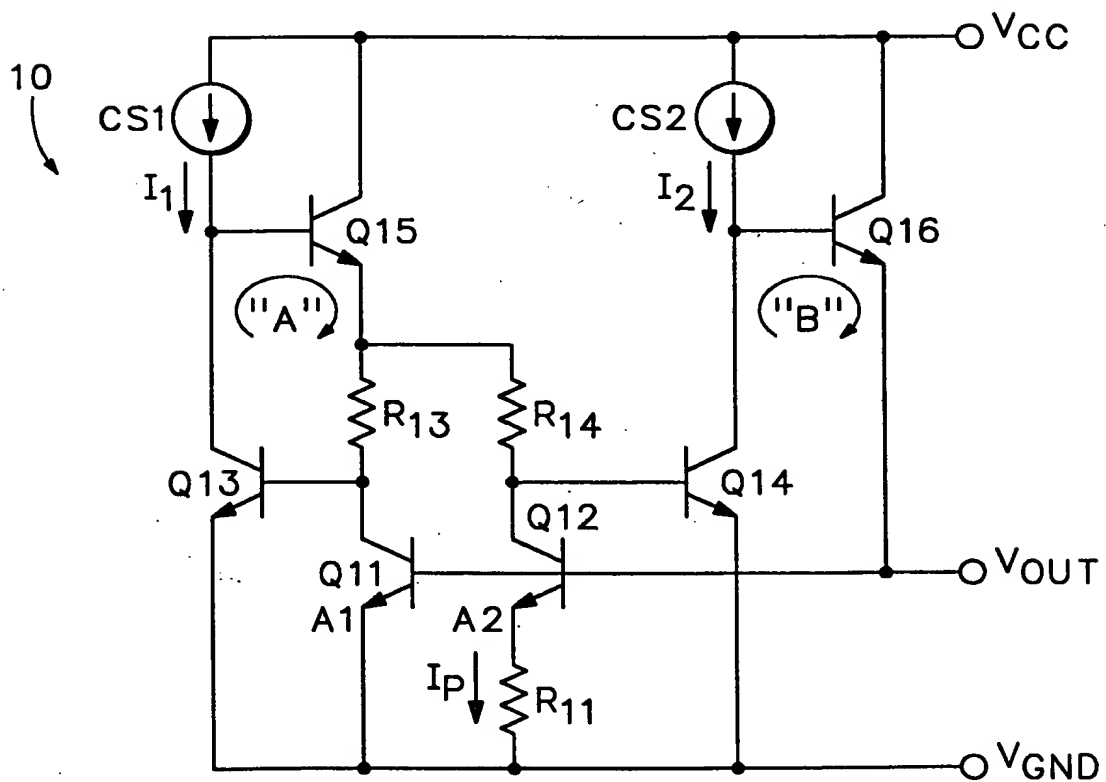 VCC
10
CS1
CS2
I1
I2
Q15
Q16
"A"
"B"
R13
R14
Q13
Q14
Q12
Q11
VOUT
A1
A2
IP
R11
VGND